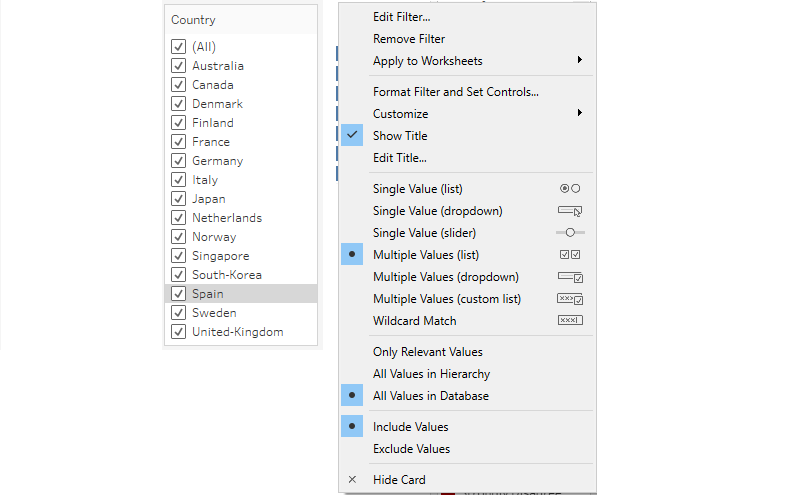 Country
(All)
Australia
Canada
Denmark
Finland
France
Germany
Italy
Japan
Netherlands
Norway
Singapore
South-Korea
Spain
Sweden
United-Kingdom
Edit Filter...
Remove Filter
Apply to Worksheets
Format Filter and Set Controls...
Customize
Show Title
Edit Title...
Single Value (list)
Single Value (dropdown)
Single Value (slider)
Multiple Values (list)
Multiple Values (dropdown)
Multiple Values (custom list)
Wildcard Match
Only Relevant Values
All Values in Hierarchy
All Values in Database
Include Values
Exclude Values
Hide Card